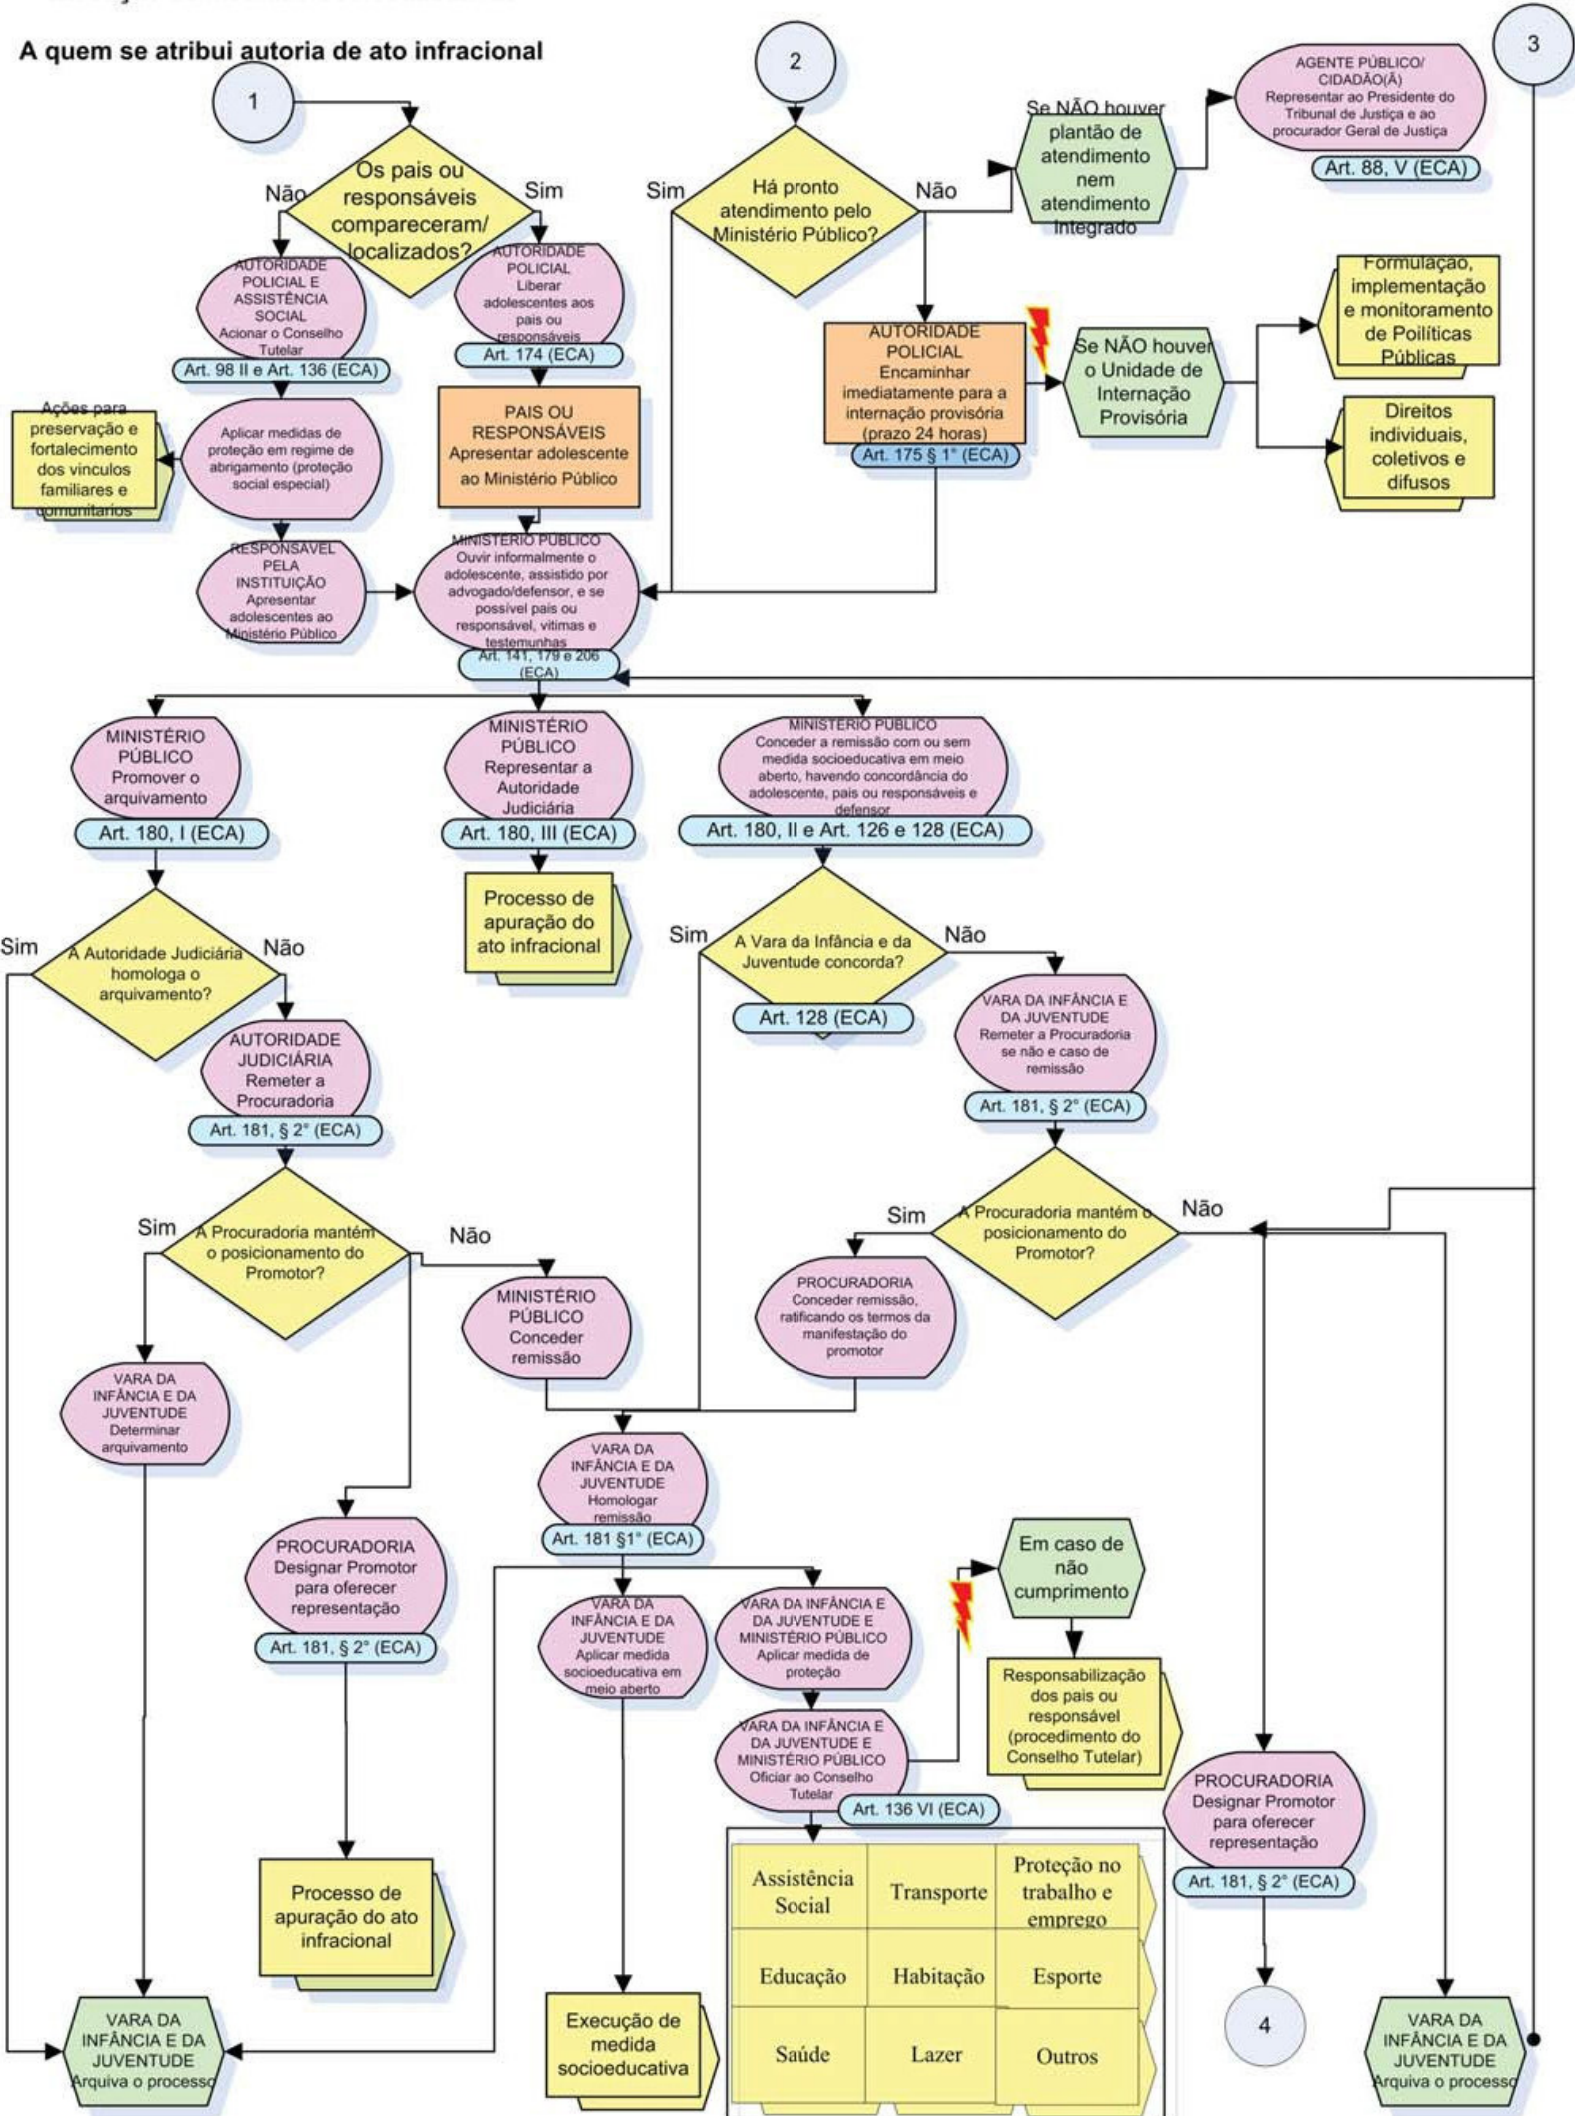 A quem se atribui autoria de ato infracional
1
2
3
Os pais ou
responsáveis
compareceram/
localizados?
Não
Sim
AUTORIDADE
POLICIAL E
ASSISTÊNCIA
SOCIAL
Acionar o Conselho
Tutelar
Art. 98 II e Art. 136 (ECA)
AUTORIDADE
POLICIAL
Liberar
adolescentes aos
pais ou
responsáveis
Art. 174 (ECA)
Ações para
preservação e
fortalecimento
dos vinculos
familiares e
comunitarios
Aplicar medidas de
proteção em regime de
abrigamento (proteção
social especial)
PAIS OU
RESPONSÁVEIS
Apresentar adolescente
ao Ministério Público
RESPONSAVEL
PELA
INSTITUIÇÃO
Apresentar
adolescentes ao
Ministério Público
MINISTERIO PUBLICO
Ouvir informalmente o
adolescente, assistido por
advogado/defensor, e se
possível pais ou
responsável, vitimas e
testemunhas
Art. 141, 179 e 206
(ECA)
Sim
Há pronto
atendimento pelo
Ministério Público?
Não
Se NÃO houver
plantão de
atendimento
nem
atendimento
Integrado
AGENTE PÚBLICO/
CIDADÃO(Ã)
Representar ao Presidente do
Tribunal de Justiça e ao
procurador Geral de Justiça
Art. 88, V (ECA)
AUTORIDADE
POLICIAL
Encaminhar
imediatamente para a
internação provisória
(prazo 24 horas)
Art. 175 § 1° (ECA)
Se NÃO houver
o Unidade de
Internação
Provisória
Formulação,
implementação
e monitoramento
de Poilíticas
Públicas
Direitos
individuais,
coletivos e
difusos
MINISTÉRIO
PÚBLICO
Promover o
arquivamento
Art. 180, I (ECA)
MINISTÉRIO
PÚBLICO
Representar a
Autoridade
Judiciária
Art. 180, III (ECA)
MINISTERIO PUBLICO
Conceder a remissão com ou sem
medida socioeducativa em meio
aberto, havendo concordância do
adolescente, pais ou responsáveis e
defensor
Art. 180, II e Art. 126 e 128 (ECA)
Sim
A Autoridade Judiciária
homologa o
arquivamento?
Não
Processo de
apuração do
ato infracional
Sim
A Vara da Infância e da
Juventude concorda?
Não
Art. 128 (ECA)
AUTORIDADE
JUDICIÁRIA
Remeter a
Procuradoria
Art. 181, § 2° (ECA)
VARA DA INFÂNCIA E
DA JUVENTUDE
Remeter a Procuradoria
se não e caso de
remissão
Art. 181, § 2° (ECA)
Sim
A Procuradoria mantém
o posicionamento do
Promotor?
Não
Sim
A Procuradoria mantém o
posicionamento do
Promotor?
Não
MINISTÉRIO
PÚBLICO
Conceder
remissão
PROCURADORIA
Conceder remissão,
ratificando os termos da
manifestação do
promotor
VARA DA
INFÂNCIA E DA
JUVENTUDE
Determinar
arquivamento
VARA DA
INFÂNCIA E DA
JUVENTUDE
Homologar
remissão
Art. 181 §1° (ECA)
PROCURADORIA
Designar Promotor
para oferecer
representação
Art. 181, § 2° (ECA)
VARA DA
INFÂNCIA E DA
JUVENTUDE
Aplicar medida
socioeducativa em
meio aberto
VARA DA INFÂNCIA E
DA JUVENTUDE E
MINISTÉRIO PÚBLICO
Aplicar medida de
proteção
Em caso de
não
cumprimento
VARA DA INFÂNCIA E
DA JUVENTUDE E
MINISTÉRIO PÚBLICO
Oficiar ao Conselho
Tutelar
Art. 136 VI (ECA)
Responsabilização
dos pais ou
responsável
(procedimento do
Conselho Tutelar)
PROCURADORIA
Designar Promotor
para oferecer
representação
Art. 181, § 2° (ECA)
Processo de
apuração do ato
infracional
Assistência
Social
Transporte
Proteção no
trabalho e
emprego
Educação
Habitação
Esporte
Saúde
Lazer
Outros
VARA DA
INFÂNCIA E DA
JUVENTUDE
Arquiva o processo
Execução de
medida
socioeducativa
4
VARA DA
INFÂNCIA E DA
JUVENTUDE
Arquiva o processo